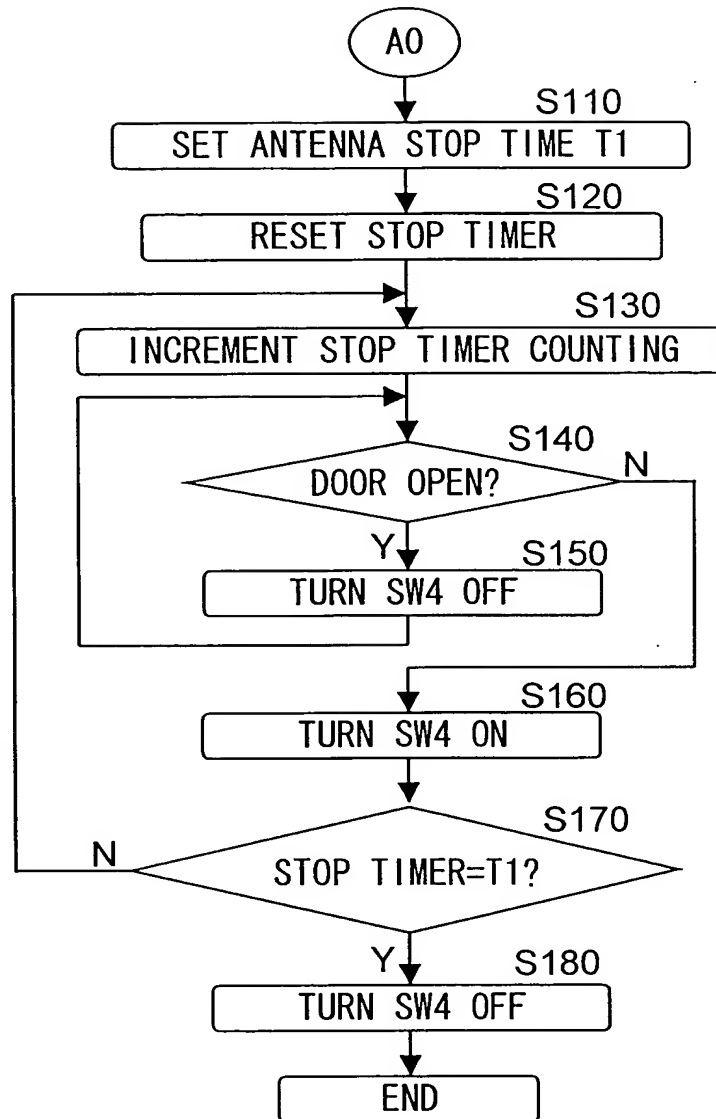 A0
S110
SET ANTENNA STOP TIME T1
S120
RESET STOP TIMER
S130
INCREMENT STOP TIMER COUNTING
S140
DOOR OPEN?
N
Y
S150
TURN SW4 OFF
S160
TURN SW4 ON
S170
N
STOP TIMER=T1?
Y
S180
TURN SW4 OFF
END